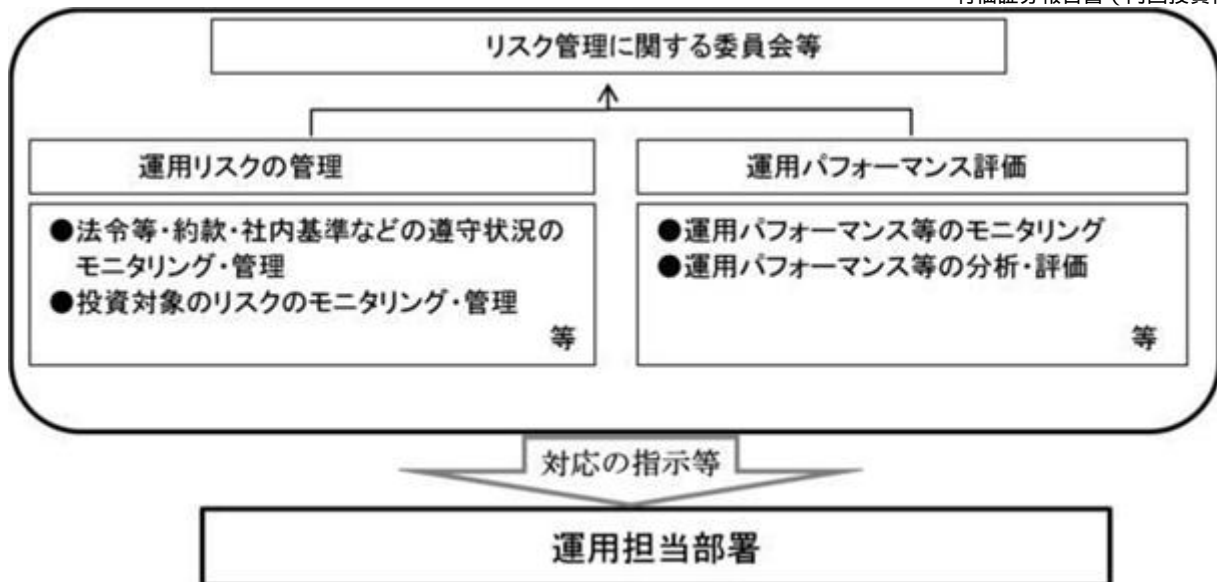 リスク管理に関する委員会等
運用リスクの管理
運用パフォーマンス評価
●法令等・約款・社内基準などの遵守状況の
モニタリング・管理
●投資対象のリスクのモニタリング・管理
等
●運用パフォーマンス等のモニタリング
●運用パフォーマンス等の分析・評価
等
対応の指示等
運用担当部署